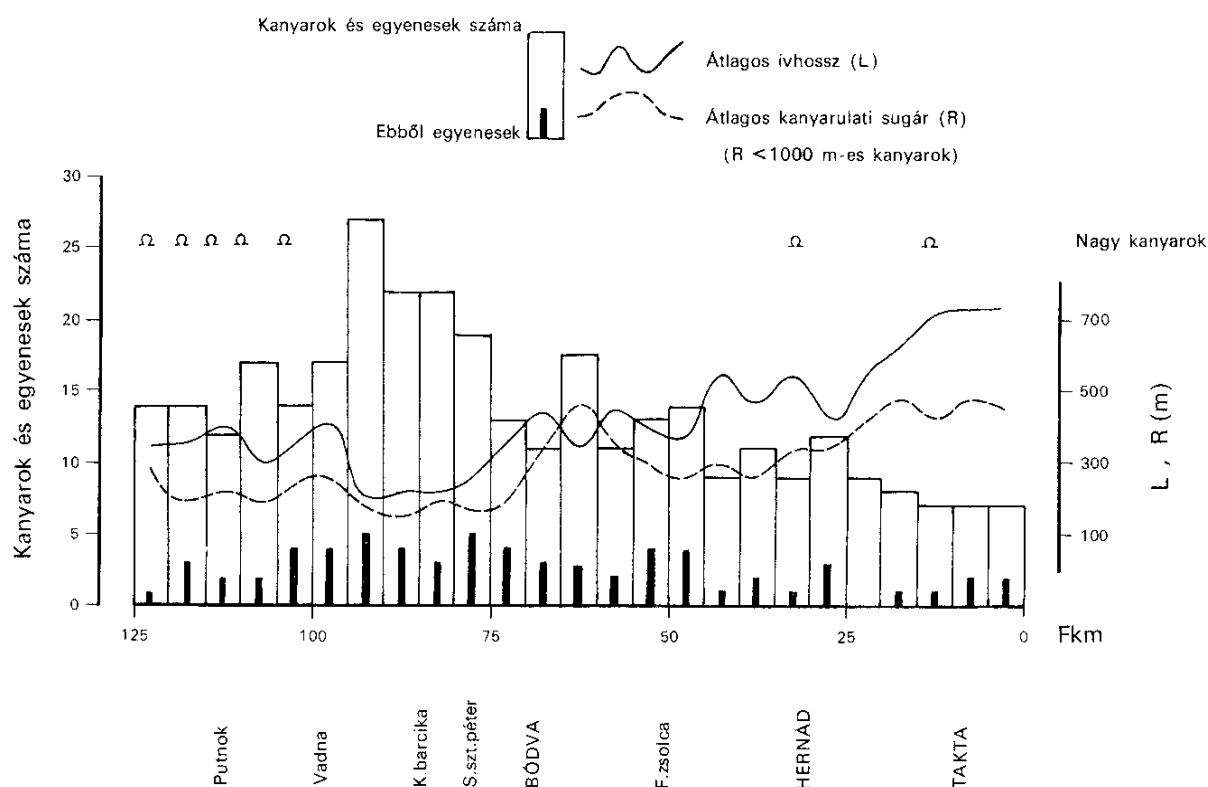 Kanyarok és egyenesek száma
Átlagos ívhossz (L)
Ebből egyenesek
Átlagos kanyarulati sugár (R)
(R <1000 m-es kanyarok)
Kanyarok és egyenesek száma
30
25
20
15
10
5
0
Ω Ω Ω Ω Ω Ω Ω
Nagy kanyarok
700
500
300
100
L, R (m)
125 100 75 50 25 0 Fkm
Putnok
Vadna
K.barcika
S.szt.péter
BÓDVA
F.zsolca
HERNÁD
TAKTA